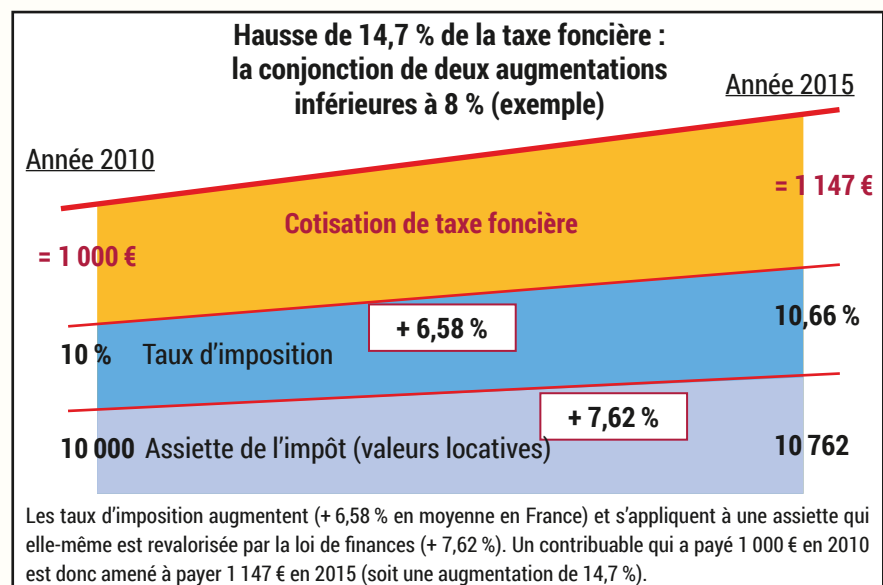 Hausse de 14,7 % de la taxe foncière :
la conjonction de deux augmentations
inférieures à 8 % (exemple)
Année 2015
Année 2010
= 1 147 €
Cotisation de taxe foncière
= 1 000 €
10,66 %
+ 6,58 %
10 % Taux d’imposition
+ 7,62 %
10 000 Assiette de l’impôt (valeurs locatives)
10 762
Les taux d’imposition augmentent (+ 6,58 % en moyenne en France) et s’appliquent à une assiette qui
elle-même est revalorisée par la loi de finances (+ 7,62 %). Un contribuable qui a payé 1 000 € en 2010
est donc amené à payer 1 147 € en 2015 (soit une augmentation de 14,7 %).